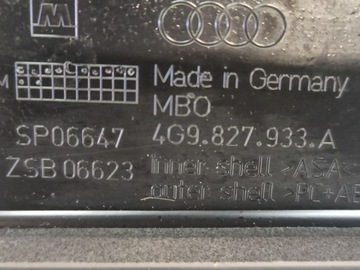 M
Made in Germany
MBO
SP06647 4G9.827.933.A
ZSB 06623 inner shell >ASA<
outer shell >PC+AB